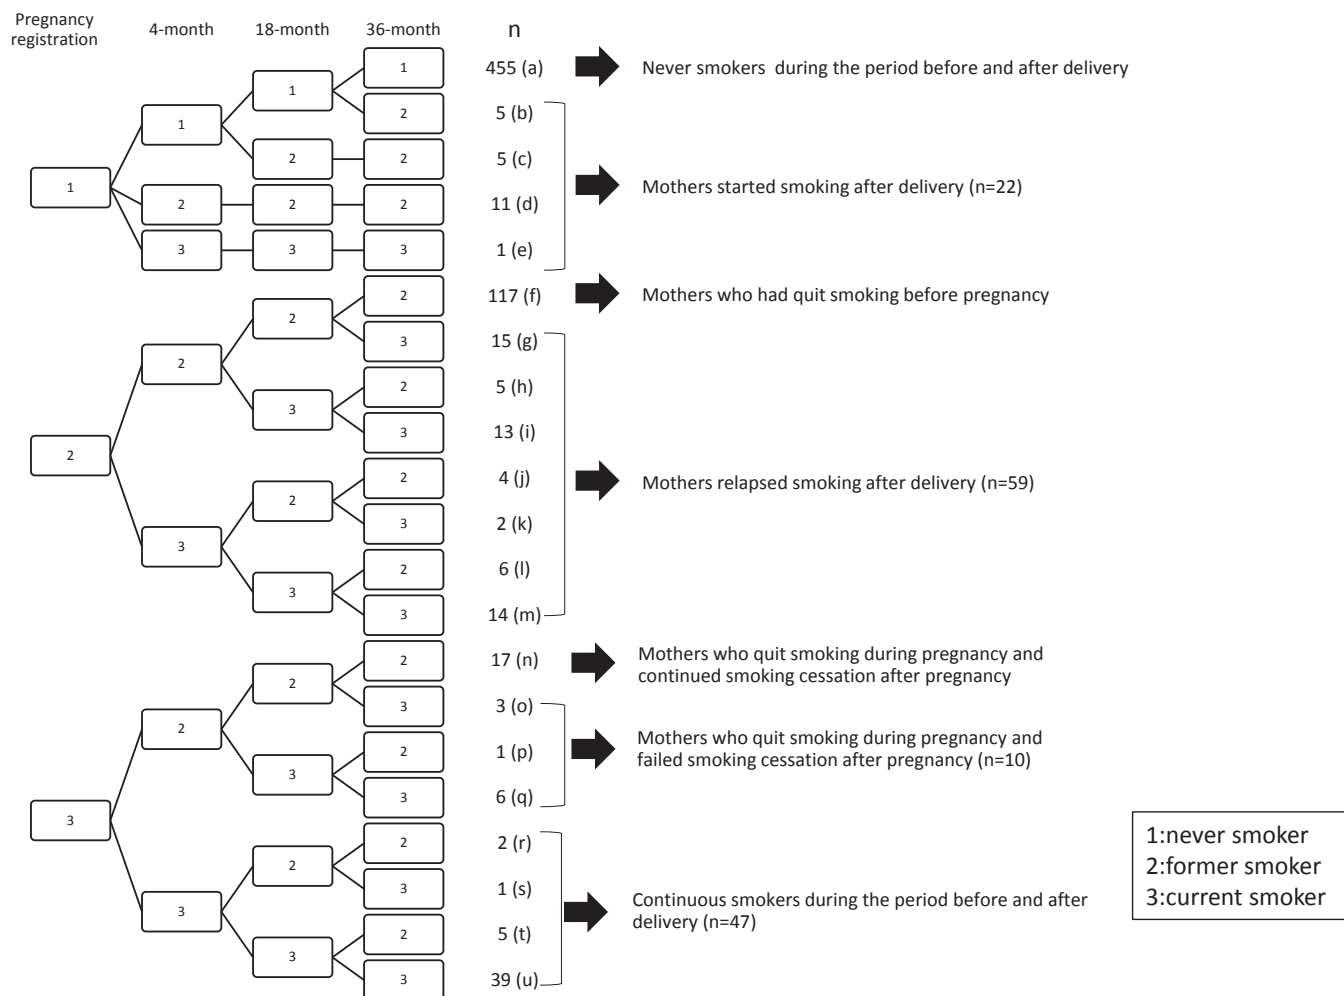 Pregnancy
registration
4-month
18-month
36-month
n
1
455 (a)
Never smokers during the period before and after delivery
1
2
5 (b)
1
2
2
5 (c)
1
2
2
2
11 (d)
Mothers started smoking after delivery (n=22)
3
3
3
1 (e)
2
117 (f)
Mothers who had quit smoking before pregnancy
2
3
15 (g)
2
2
5 (h)
3
3
13 (i)
2
2
4 (j)
Mothers relapsed smoking after delivery (n=59)
2
3
2 (k)
3
2
6 (l)
3
3
14 (m)
2
17 (n)
Mothers who quit smoking during pregnancy and
continued smoking cessation after pregnancy
2
3
3 (o)
2
2
1 (p)
Mothers who quit smoking during pregnancy and
failed smoking cessation after pregnancy (n=10)
3
3
6 (q)
3
2
2 (r)
2
3
1 (s)
Continuous smokers during the period before and after
delivery (n=47)
3
2
5 (t)
3
3
39 (u)
1:never smoker
2:former smoker
3:current smoker